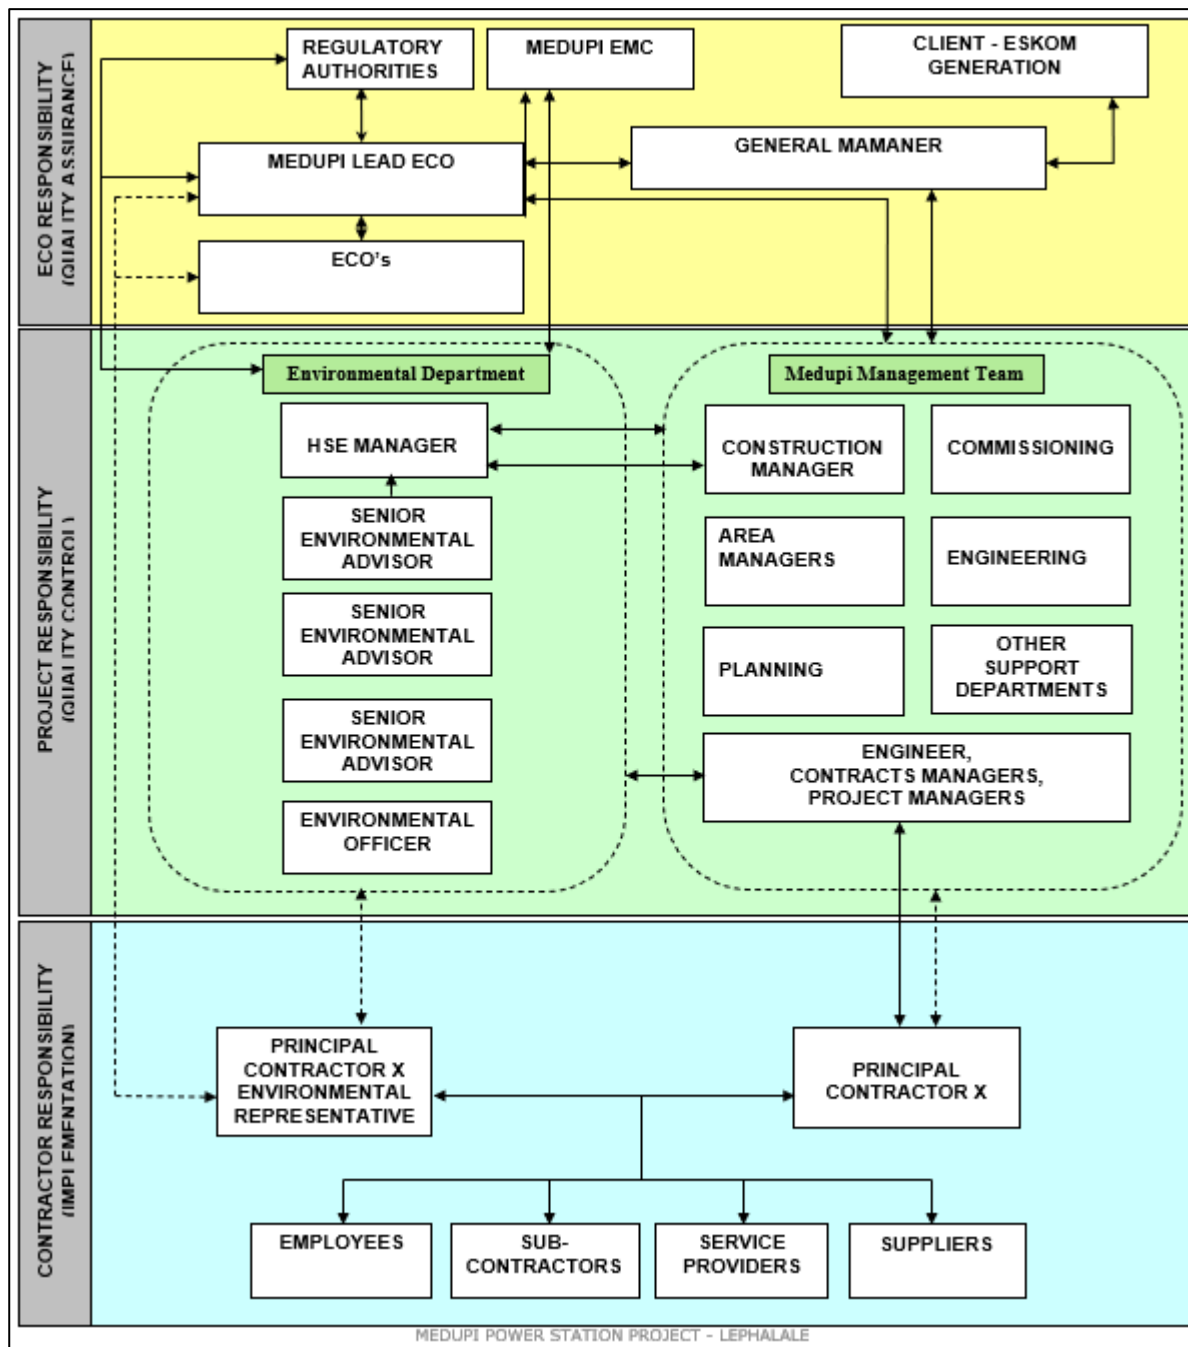 ECO RESPONSIBILITY
(QUALITY ASSIRANCE)
REGULATORY
AUTHORITIES
MEDUPI EMC
CLIENT - ESKOM
GENERATION
MEDUPI LEAD ECO
GENERAL MAMANER
ECO's
PROJECT RESPONSIBILITY
(QUALITY CONTROL)
Environmental Department
HSE MANAGER
SENIOR
ENVIRONMENTAL
ADVISOR
SENIOR
ENVIRONMENTAL
ADVISOR
SENIOR
ENVIRONMENTAL
ADVISOR
ENVIRONMENTAL
OFFICER
Medupi Management Team
CONSTRUCTION
MANAGER
COMMISSIONING
AREA
MANAGERS
ENGINEERING
PLANNING
OTHER
SUPPORT
DEPARTMENTS
ENGINEER,
CONTRACTS MANAGERS,
PROJECT MANAGERS
CONTRACTOR RESPONSIBILITY
(IMPLEMENTATION)
PRINCIPAL
CONTRACTOR X
ENVIRONMENTAL
REPRESENTATIVE
PRINCIPAL
CONTRACTOR X
EMPLOYEES
SUB-
CONTRACTORS
SERVICE
PROVIDERS
SUPPLIERS
MEDUPI POWER STATION PROJECT - LEPHALALE